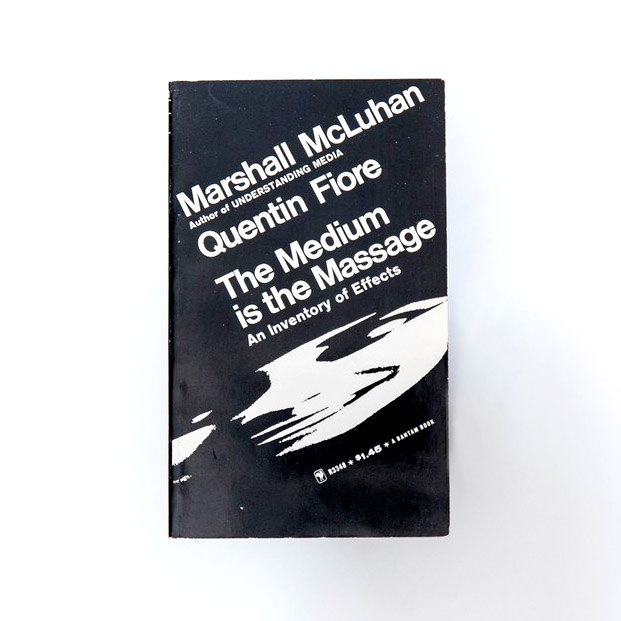 Marshall McLuhan
Author of UNDERSTANDING MEDIA
Quentin Fiore
The Medium
is the Massage
An Inventory of Effects
R3348 * $1.45 * A BANTAM BOOK